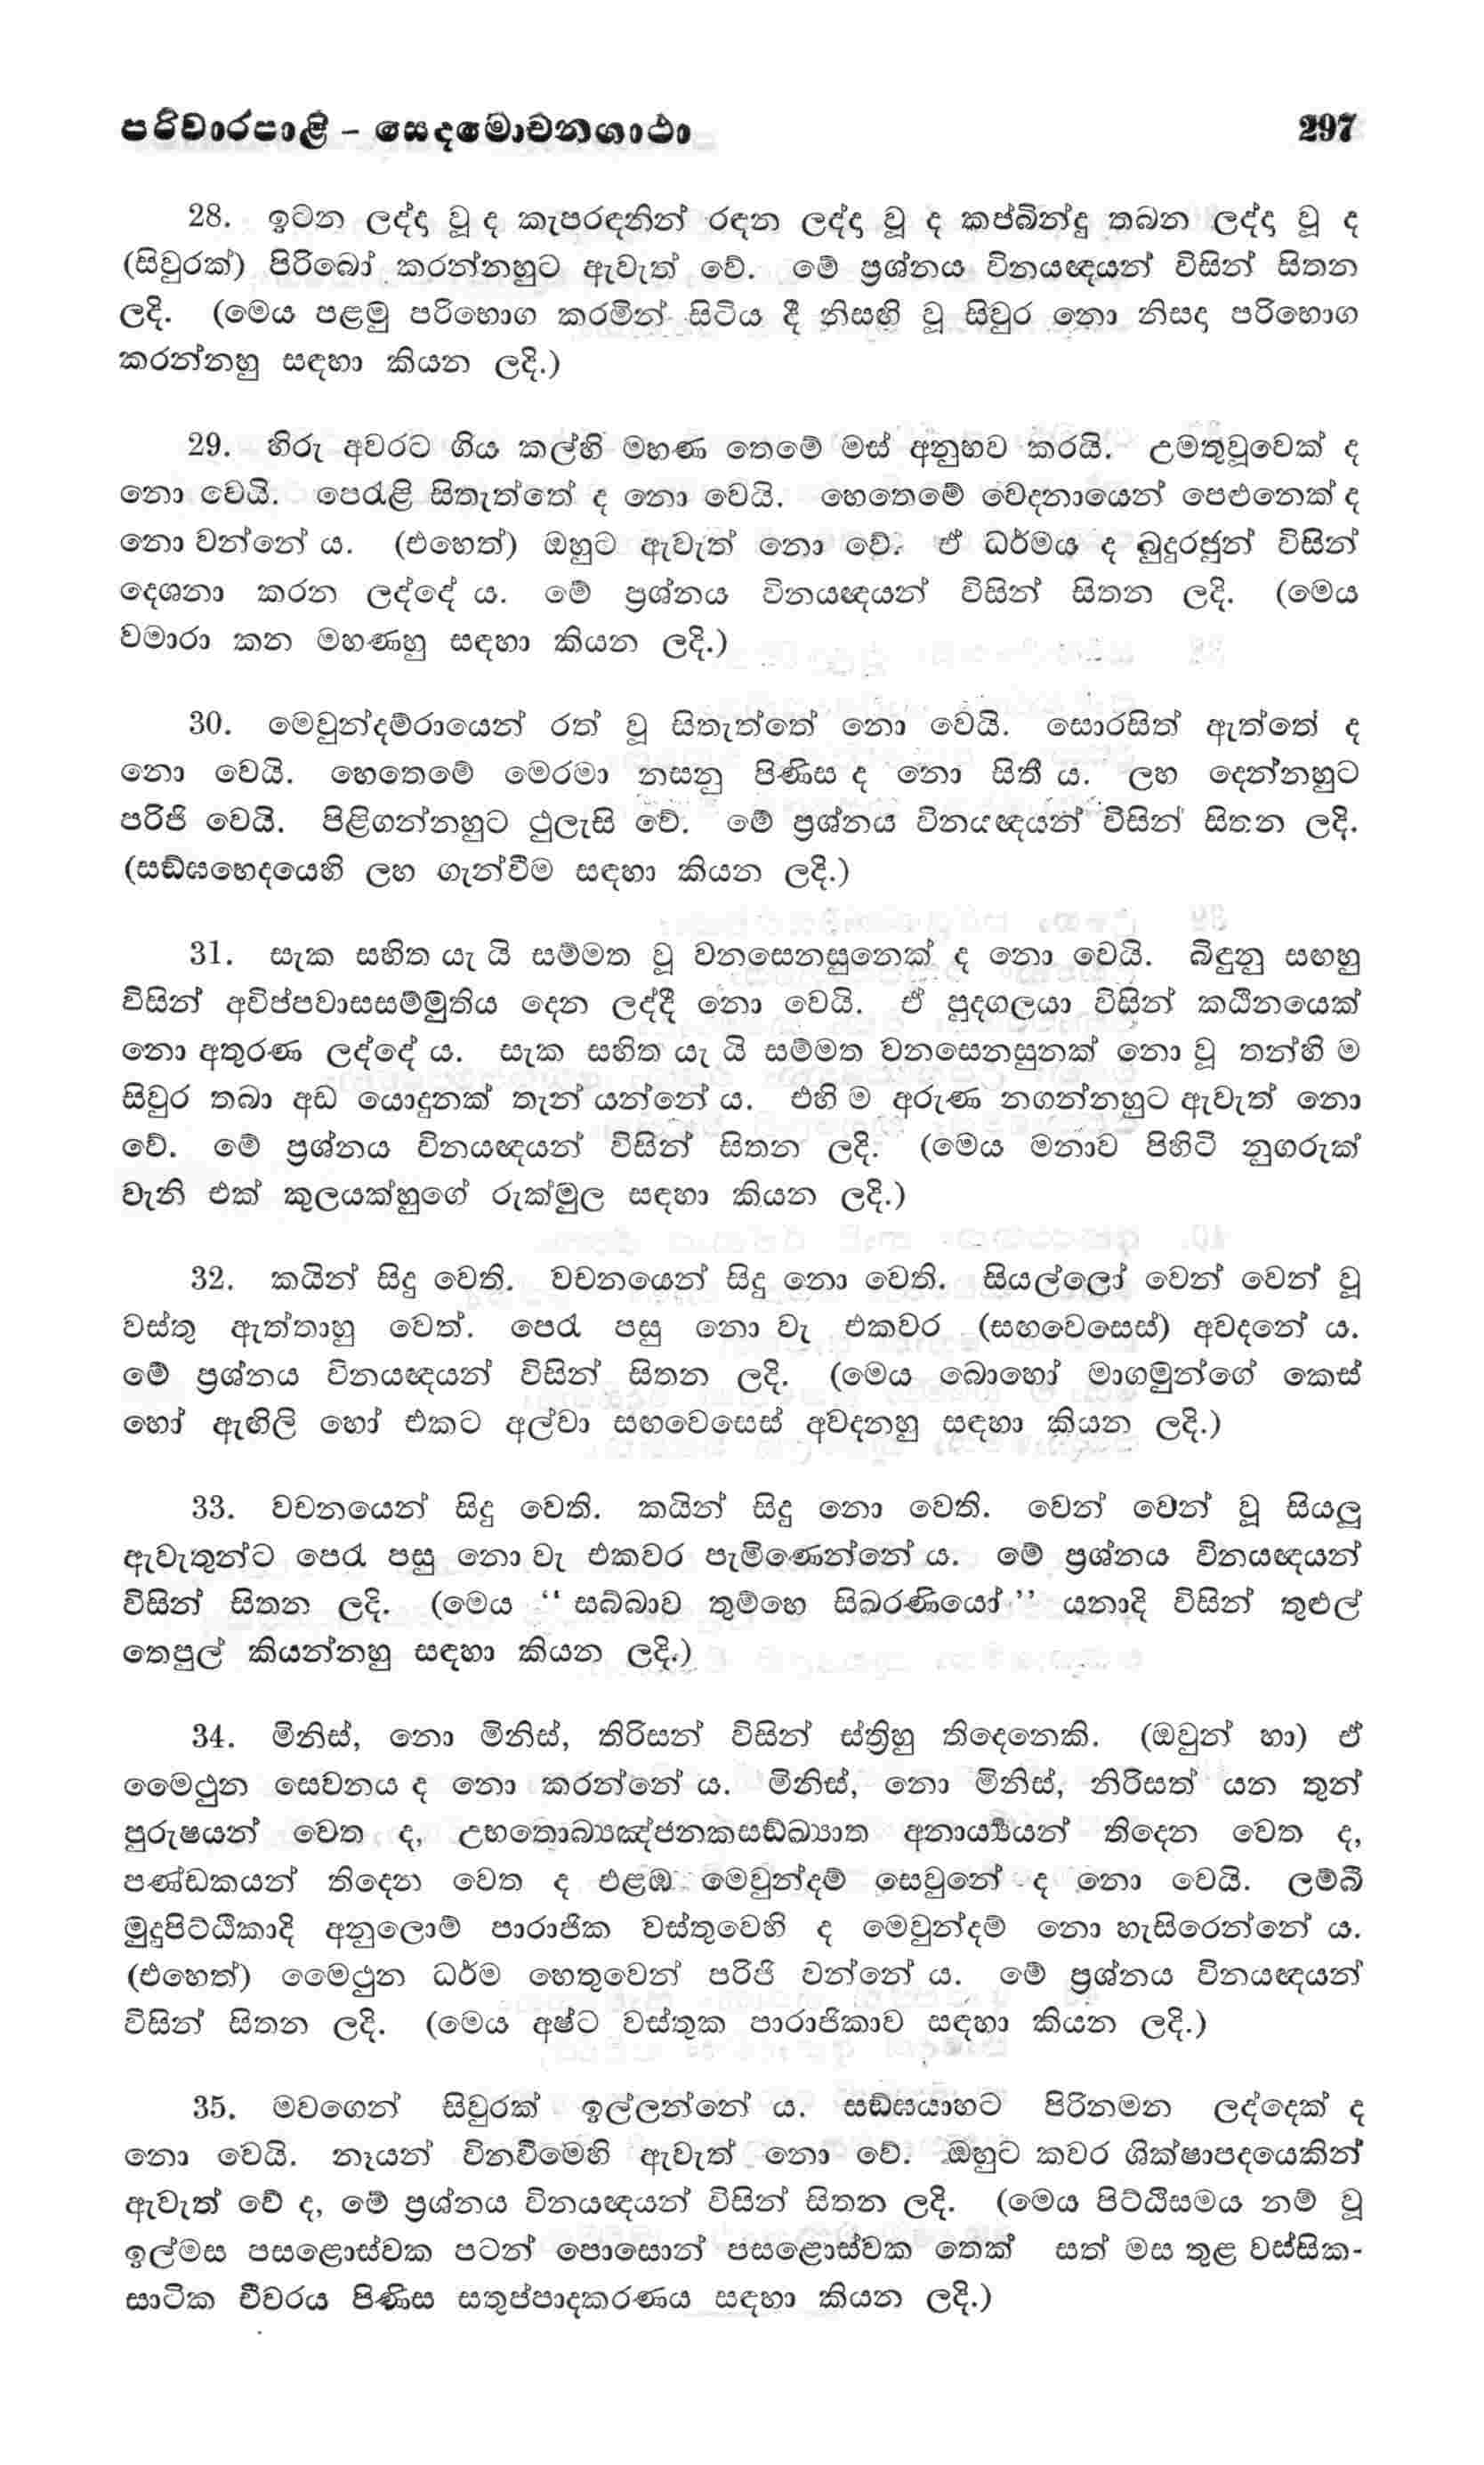 පරිවාරපාළි – සෙදමොචනගාථා 297
28. ඉටන ලද්ද වූ ද කැපරඳනින් රඳන ලද්ද වූ ද කප්බින්දු තබන ලද්ද වූ ද
(සිවුරක්) පිරිබෝ කරන්නහුට ඇවැත් වේ. මේ ප්‍රශ්නය විනයඥයන් විසින් සිතන
ලදි. (මෙය පළමු පරිභොග කරමින් සිටිය දී නිසඟි වූ සිවුර නො නිසද පරිභොග
කරන්නහු සඳහා කියන ලදි.)
29. හිරු අවරට ගිය කල්හි මහණ තෙමේ මස් අනුභව කරයි. උමතුවූවෙක් ද
නො වෙයි. පෙරැළි සිතැත්තේ ද නො වෙයි. හෙතෙමේ වෙදනායෙන් පෙළුනෙක් ද
නො වන්නේ ය. (එහෙත්) ඔහුට ඇවැත් නො වේ. ඒ ධර්මය ද බුදුරජුන් විසින්
දෙශනා කරන ලද්දේ ය. මේ ප්‍රශ්නය විනයඥයන් විසින් සිතන ලදි. (මෙය
වමාරා කන මහණහු සඳහා කියන ලදි.)
30. මෙවුන්දම්රායෙන් රත් වූ සිතැත්තේ නො වෙයි. සොරසිත් ඇත්තේ ද
නො වෙයි. හෙතෙමේ මෙරමා නසනු පිණිස ද නො සිතී ය. ලහ දෙන්නහුට
පරිජි වෙයි. පිළිගන්නහුට ථුලැසි වේ. මේ ප්‍රශ්නය විනයඥයන් විසින් සිතන ලදි.
(සඞ්ඝභෙදයෙහි ලහ ගැන්වීම සඳහා කියන ලදි.)
31. සැක සහිත යැ යි සම්මත වූ වනසෙනසුනෙක් ද නො වෙයි. බිඳුනු සඟහු
විසින් අවිප්පවාසසම්මුතිය දෙන ලද්දී නො වෙයි. ඒ පුදගලයා විසින් කඨිනයෙක්
නො අතුරණ ලද්දේ ය. සැක සහිත යැ යි සම්මත වනසෙනසුනක් නො වූ තන්හි ම
සිවුර තබා අඩ යොදුනක් තැන් යන්නේ ය. එහි ම අරුණ නගන්නහුට ඇවැත් නො
වේ. මේ ප්‍රශ්නය විනයඥයන් විසින් සිතන ලදි. (මෙය මනාව පිහිටි නුගරුක්
වැනි එක් කුලයක්හුගේ රුක්මුල සඳහා කියන ලදි.)
32. කයින් සිදු වෙති. වචනයෙන් සිදු නො වෙති. සියල්ලෝ වෙන් වෙන් වූ
වස්තු ඇත්තාහු වෙත්. පෙරැ පසු නො වැ එකවර (සඟවෙසෙස්) අවදනේ ය.
මේ ප්‍රශ්නය විනයඥයන් විසින් සිතන ලදි. (මෙය බොහෝ මාගමුන්ගේ කෙස්
හෝ ඇඟිලි හෝ එකට අල්වා සඟවෙසෙස් අවදනහු සඳහා කියන ලදි.)
33. වචනයෙන් සිදු වෙති. කයින් සිදු නො වෙති. වෙන් වෙන් වූ සියලු
ඇවැතුන්ට පෙරැ පසු නො වැ එකවර පැමිණෙන්නේ ය. මේ ප්‍රශ්නය විනයඥයන්
විසින් සිතන ලදි. (මෙය “ සබ්බාව තුම්හෙ සිඛරණියෝ ” යනාදි විසින් තුළුල්
තෙපුල් කියන්නහු සඳහා කියන ලදි.)
34. මිනිස්, නො මිනිස්, තිරිසන් විසින් ස්ත්‍රිහු තිදෙනෙකි. (ඔවුන් හා) ඒ
මෛථුන සෙවනය ද නො කරන්නේ ය. මිනිස්, නො මිනිස්, තිරිසත් යන තුන්
පුරුෂයන් වෙත ද, උභතොබ්‍යඤ්ජනකසඞ්ඛ්‍යාත අනාර්‍ය්‍යයන් තිදෙන වෙත ද,
පණ්ඩකයන් තිදෙන වෙත ද එළඹ මෙවුන්දම් සෙවුනේ ද නො වෙයි. ලම්බී
මුදුපිට්ඨිකාදි අනුලොම් පාරාජික වස්තුවෙහි ද මෙවුන්දම් නො හැසිරෙන්නේ ය.
(එහෙත්) මෛථුන ධර්ම හෙතුවෙන් පරිජි වන්නේ ය. මේ ප්‍රශ්නය විනයඥයන්
විසින් සිතන ලදි. (මෙය අෂ්ට වස්තුක පාරාජිකාව සඳහා කියන ලදි.)
35. මවගෙන් සිවුරක් ඉල්ලන්නේ ය. සඞ්ඝයාහට පිරිනමන ලද්දෙක් ද
නො වෙයි. නෑයන් විනවීමෙහි ඇවැත් නො වේ. ඔහුට කවර ශික්ෂාපදයෙකින්
ඇවැත් වේ ද, මේ ප්‍රශ්නය විනයඥයන් විසින් සිතන ලදි. (මෙය පිට්ඨිසමය නම් වූ
ඉල්මස පසළොස්වක පටන් පොසොන් පසළොස්වක තෙක් සත් මස තුළ වස්සික-
සාටික චීවරය පිණිස සතුප්පාදකරණය සඳහා කියන ලදි.)